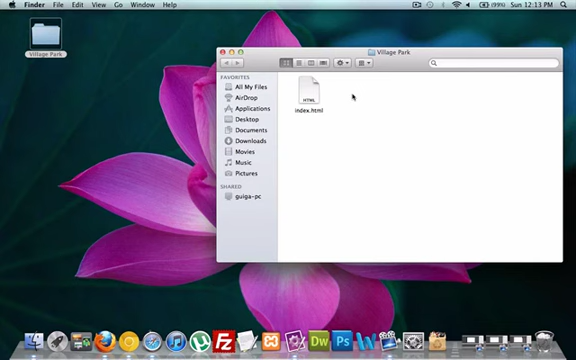 Finder File Edit View Go Window Help
(99%) Sun 12:13 PM
Village Park
Village Park
FAVORITES
All My Files
AirDrop
Applications
Desktop
Documents
Downloads
Movies
Music
Pictures
SHARED
guiga-pc
HTML
index.html
Dw
Ps
W
Fz